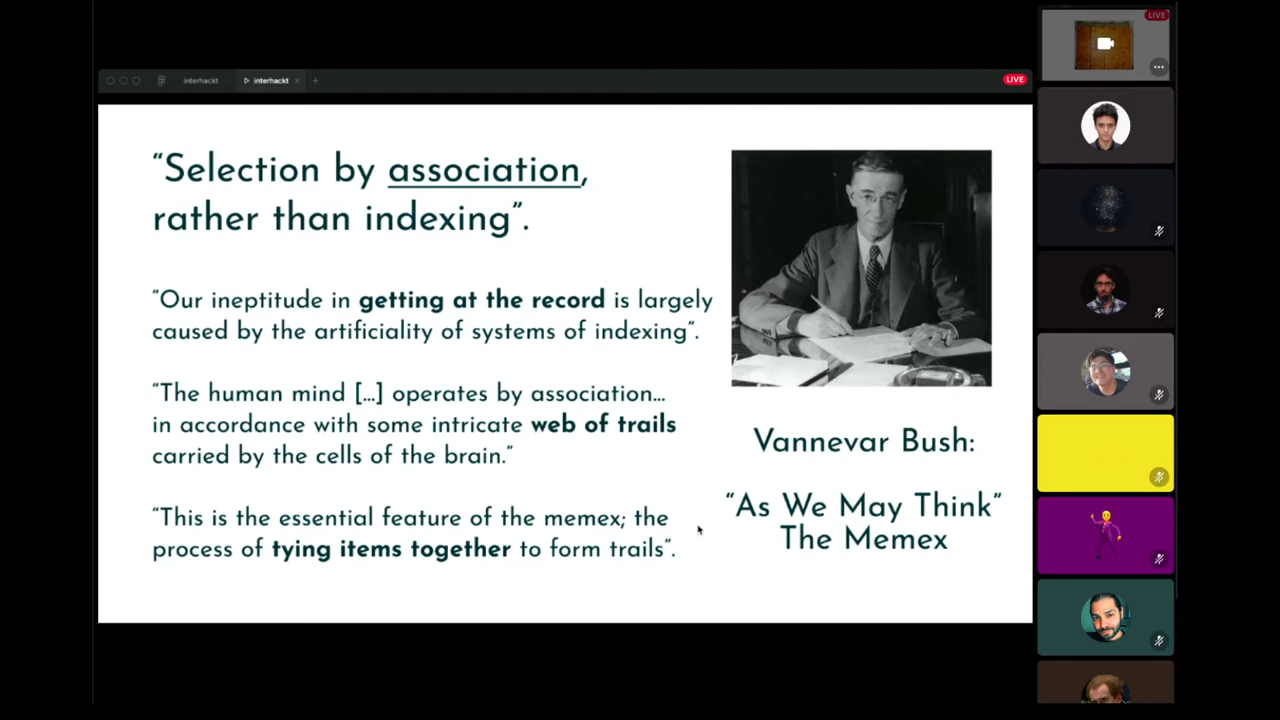 LIVE
interhackt
interhackt
LIVE
“Selection by association,
rather than indexing”.
“Our ineptitude in getting at the record is largely
caused by the artificiality of systems of indexing”.
“The human mind [...] operates by association...
in accordance with some intricate web of trails
carried by the cells of the brain.”
“This is the essential feature of the memex; the
process of tying items together to form trails”.
Vannevar Bush:
“As We May Think”
The Memex